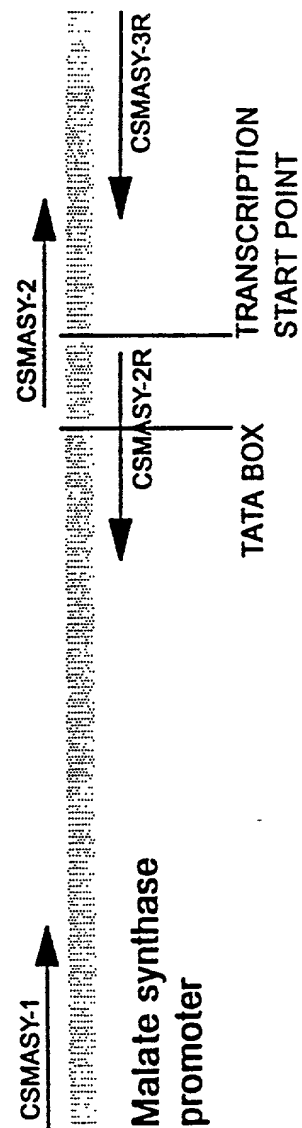 CSMASY-1
CSMASY-2
CSMASY-2R
CSMASY-3R
Malate synthase
promoter
TATA BOX
TRANSCRIPTION
START POINT